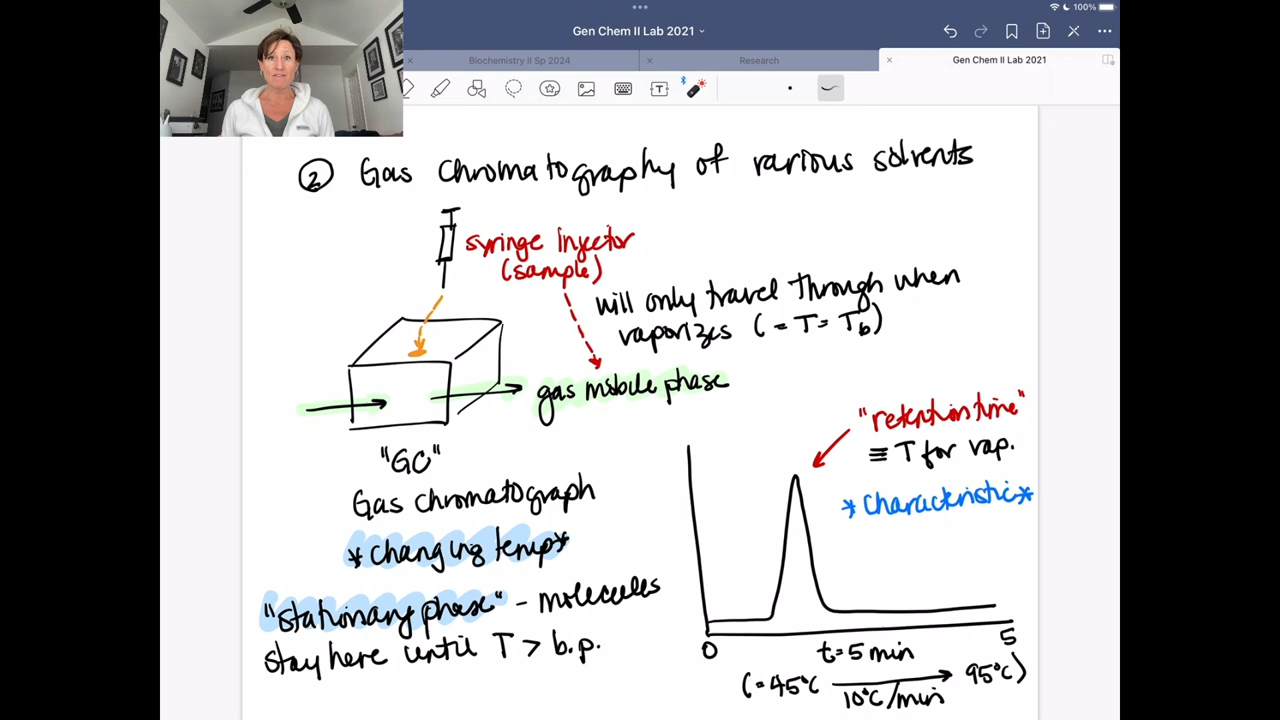 100%
Gen Chem II Lab 2021
Biochemistry II Sp 2024
Research
Gen Chem II Lab 2021
T
② Gas chromatography of various solvents
syringe injector
(sample)
will only travel through when
vaporizes (= T = Tb)
gas mobile phase
"GC"
Gas chromatograph
*changing temp*
"stationary phase" - molecules
stay here until T > b.p.
"retention time"
≡ T for vap.
*characteristic*
0
5
t = 5 min
(= 45°C → 95°C)
10°C/min